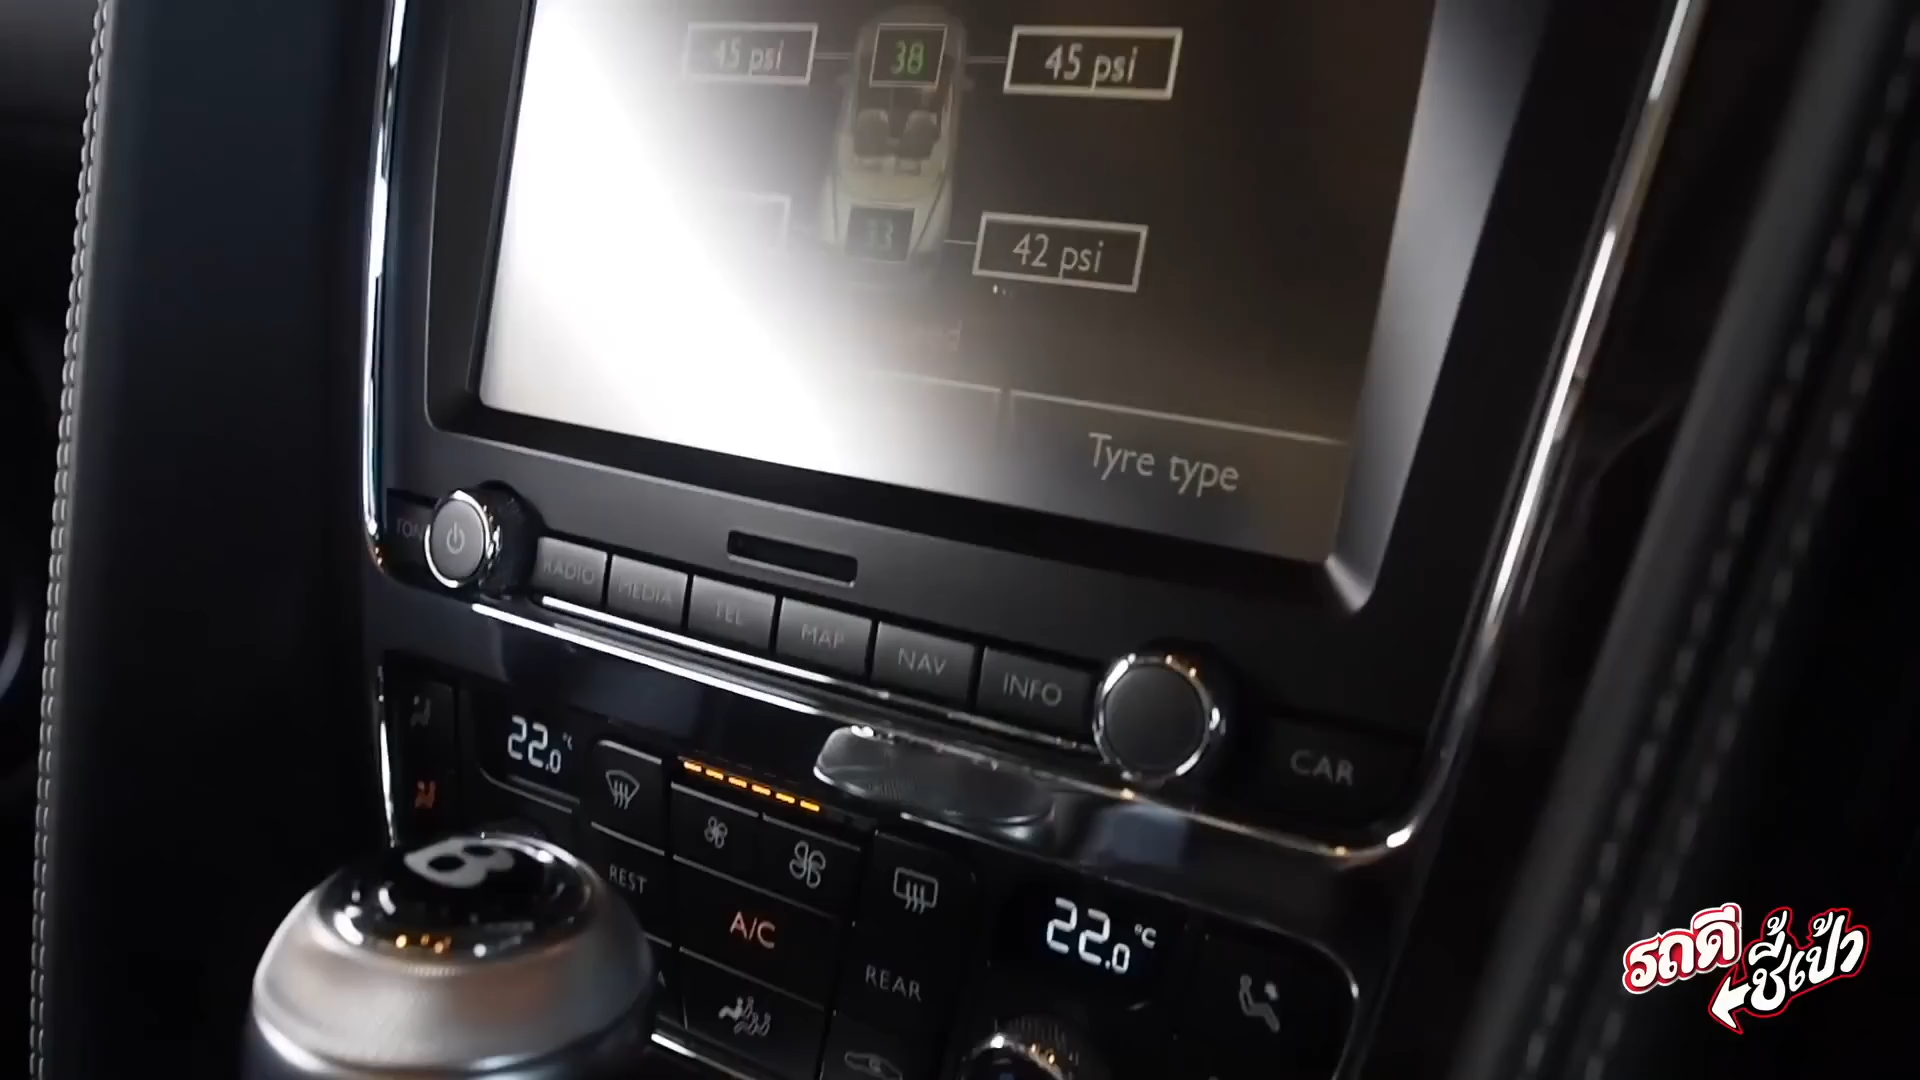 45 psi
38
45 psi
33
42 psi
Tyre type
RADIO
MEDIA
TEL
MAP
NAV
INFO
CAR
22.0 °C
REST
A/C
REAR
22.0 °C
B
รถดี
ชี้เป้า